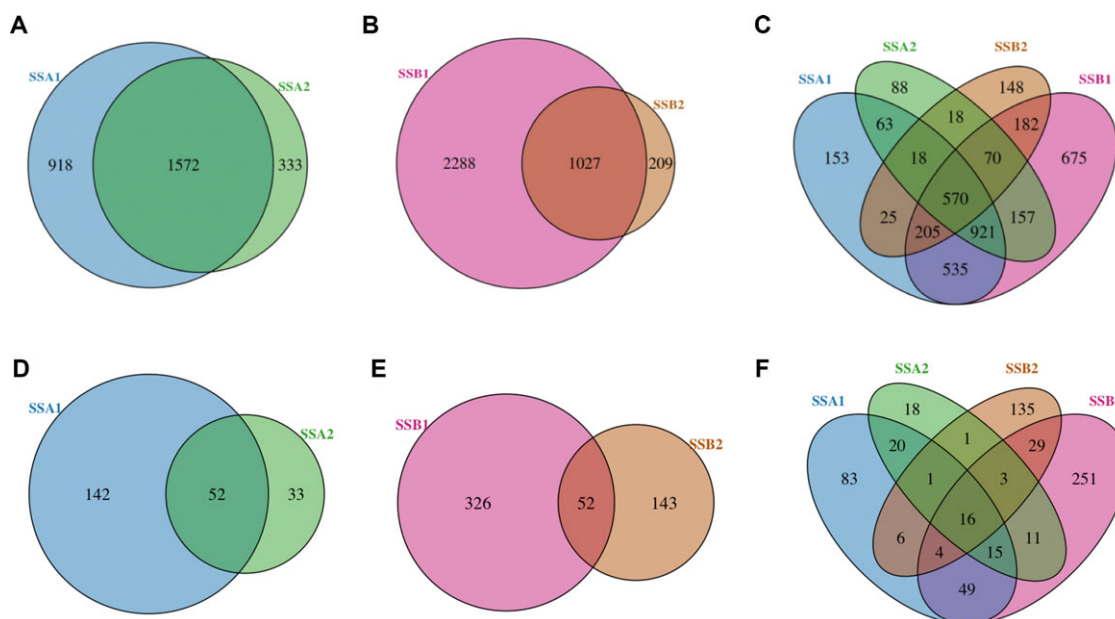 A
SSA1
SSA2
918
1572
333
B
SSB1
SSB2
2288
1027
209
C
SSA2
SSB2
SSA1
SSB1
88
148
63
18
182
153
18
70
675
570
25
157
205
921
535
D
SSA1
SSA2
142
52
33
E
SSB1
SSB2
326
52
143
F
SSA2
SSB2
SSA1
SSB
18
135
20
1
29
83
1
3
251
16
6
11
4
15
49